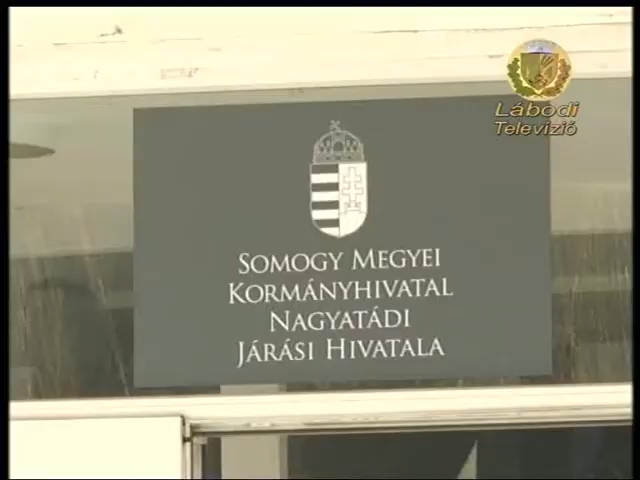 Lábodi
Televízió
SOMOGY MEGYEI
KORMÁNYHIVATAL
NAGYATÁDI
JÁRÁSI HIVATALA